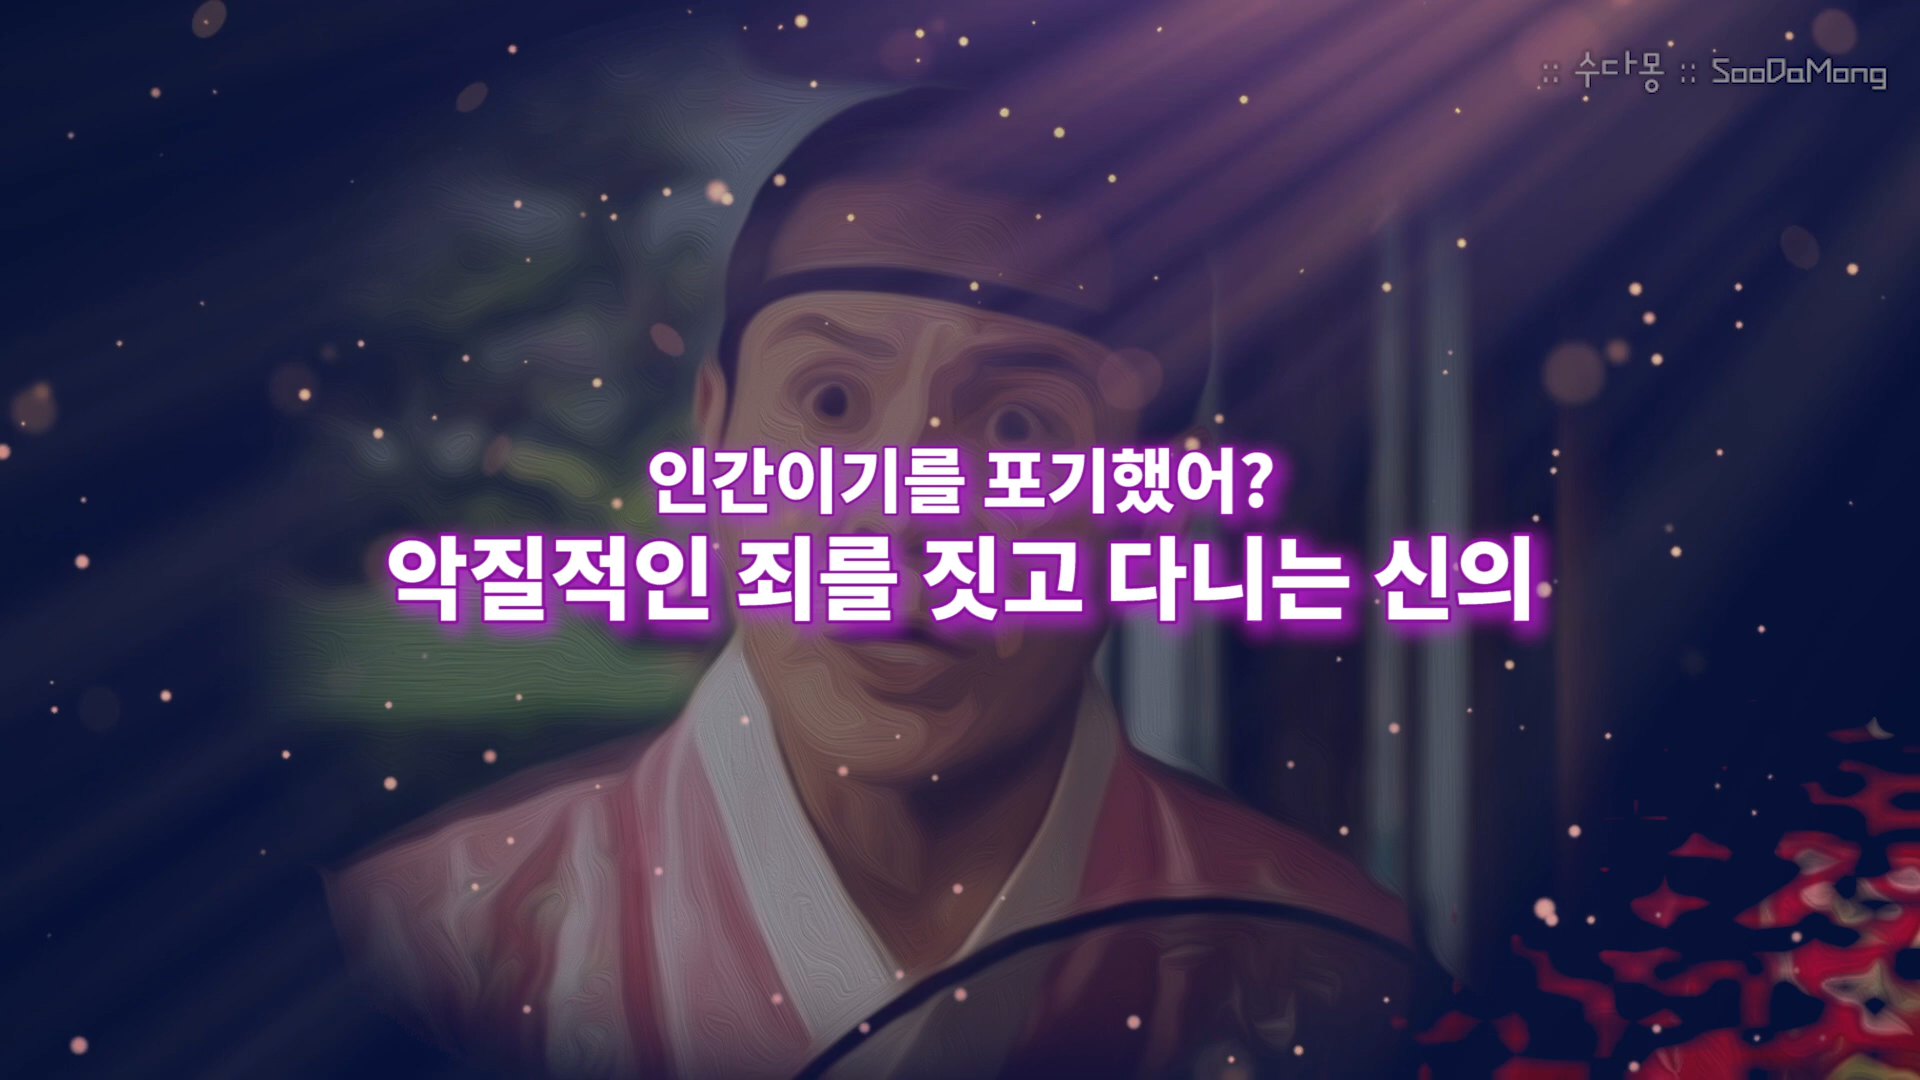 :: 수다몽 :: SooDaMong
인간이기를 포기했어?
악질적인 죄를 짓고 다니는 신의